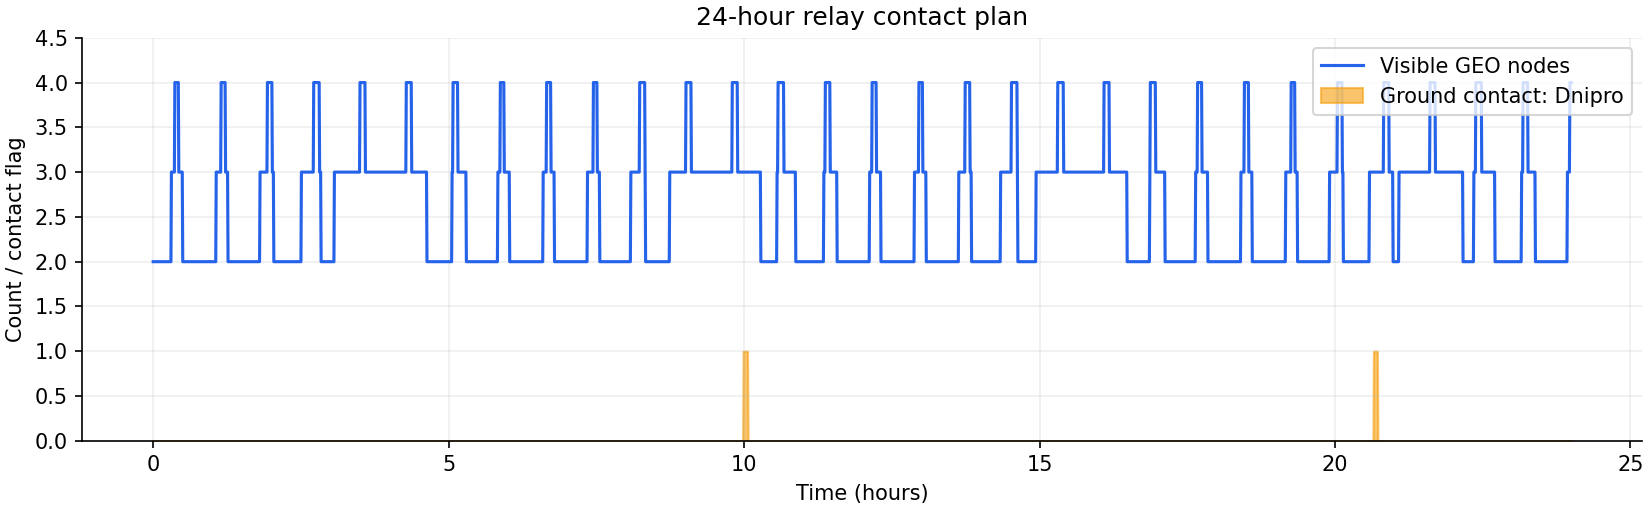 24-hour relay contact plan
Count / contact flag
4.5
4.0
3.5
3.0
2.5
2.0
1.5
1.0
0.5
0.0
Visible GEO nodes
Ground contact: Dnipro
0 5 10 15 20 25
Time (hours)